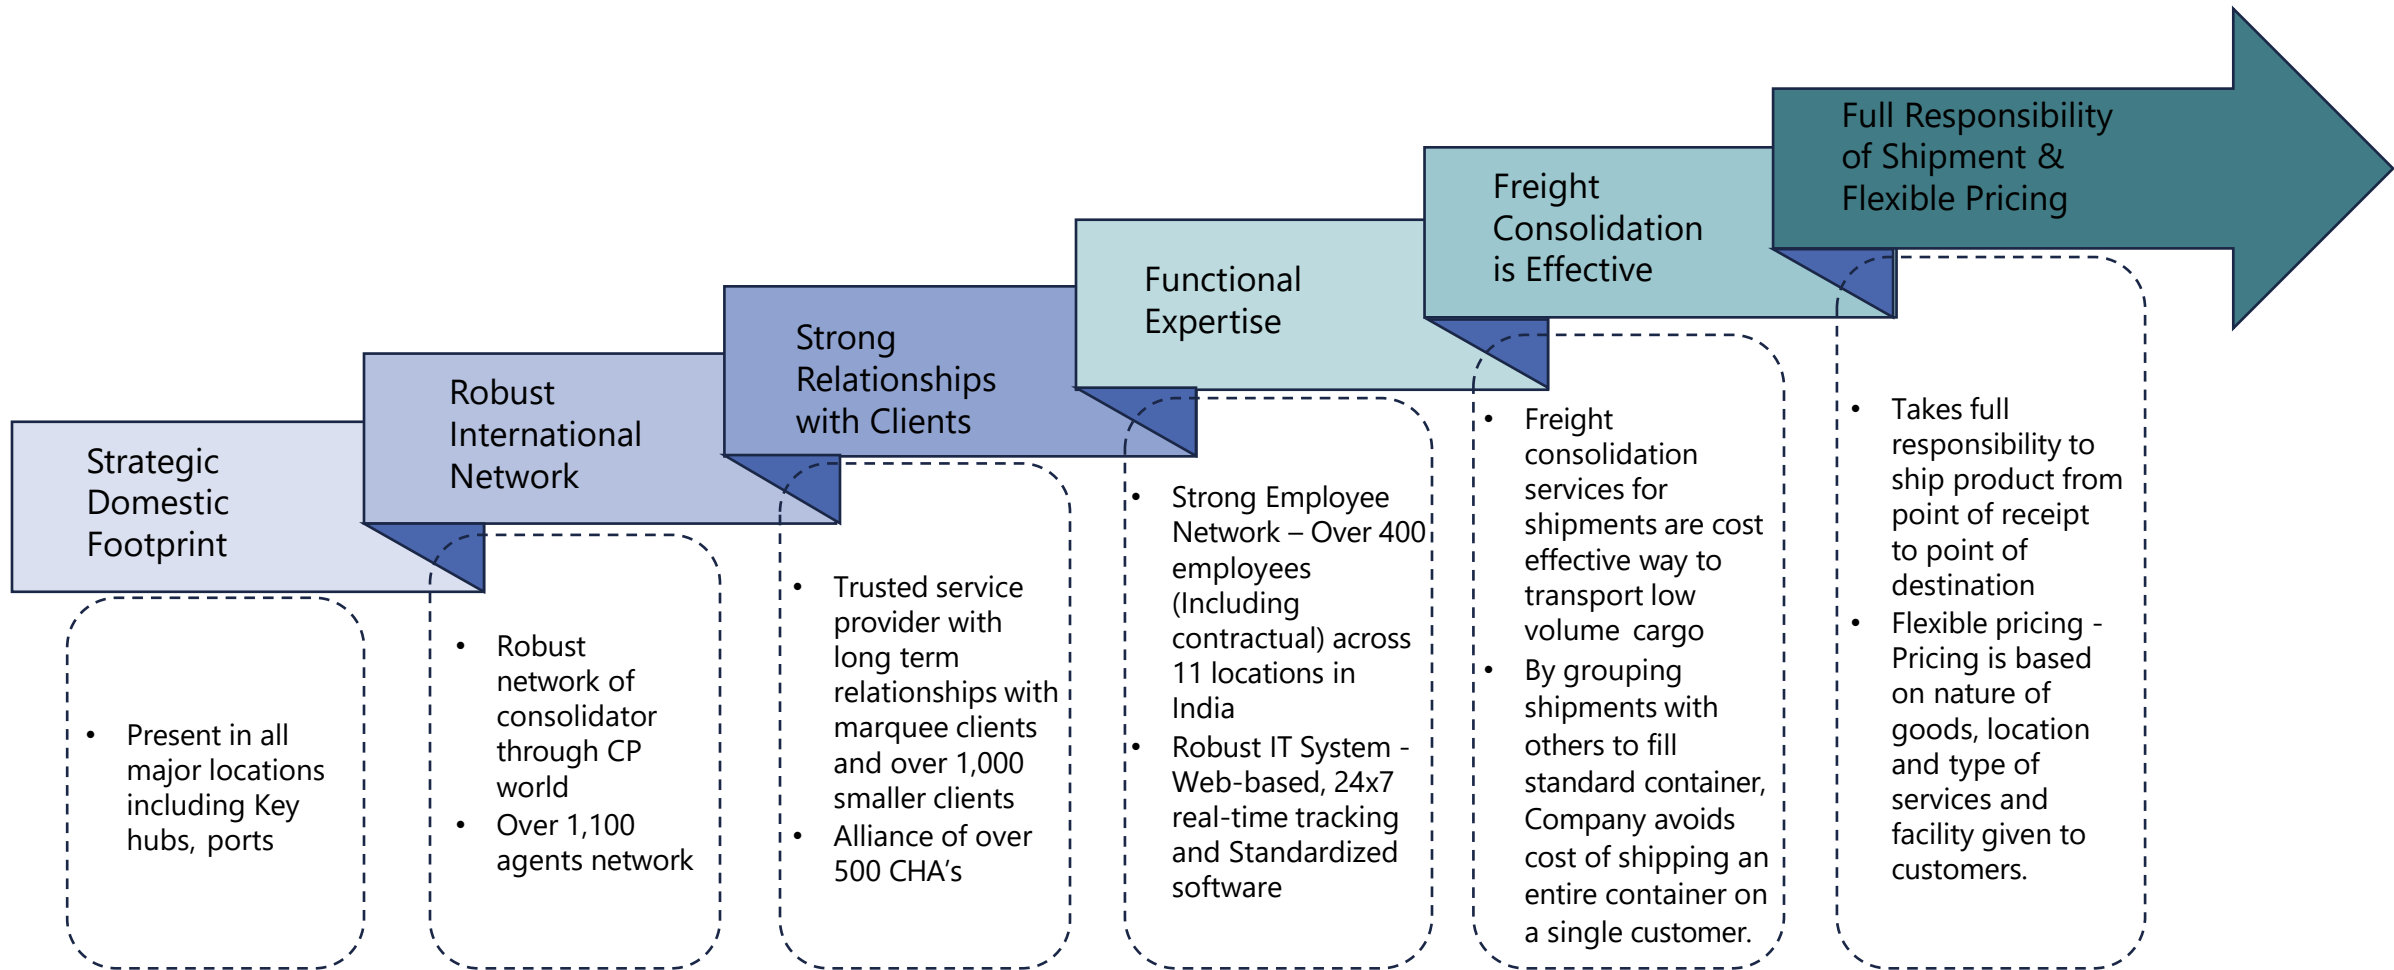 Strategic
Domestic
Footprint
• Present in all
major locations
including Key
hubs, ports
Robust
International
Network
• Robust
network of
consolidator
through CP
world
• Over 1,100
agents network
Strong
Relationships
with Clients
• Trusted service
provider with
long term
relationships with
marquee clients
and over 1,000
smaller clients
• Alliance of over
500 CHA’s
Functional
Expertise
• Strong Employee
Network – Over 400
employees
(Including
contractual) across
11 locations in
India
• Robust IT System -
Web-based, 24x7
real-time tracking
and Standardized
software
Freight
Consolidation
is Effective
• Freight
consolidation
services for
shipments are cost
effective way to
transport low
volume cargo
• By grouping
shipments with
others to fill
standard container,
Company avoids
cost of shipping an
entire container on
a single customer.
Full Responsibility
of Shipment &
Flexible Pricing
• Takes full
responsibility to
ship product from
point of receipt
to point of
destination
• Flexible pricing -
Pricing is based
on nature of
goods, location
and type of
services and
facility given to
customers.